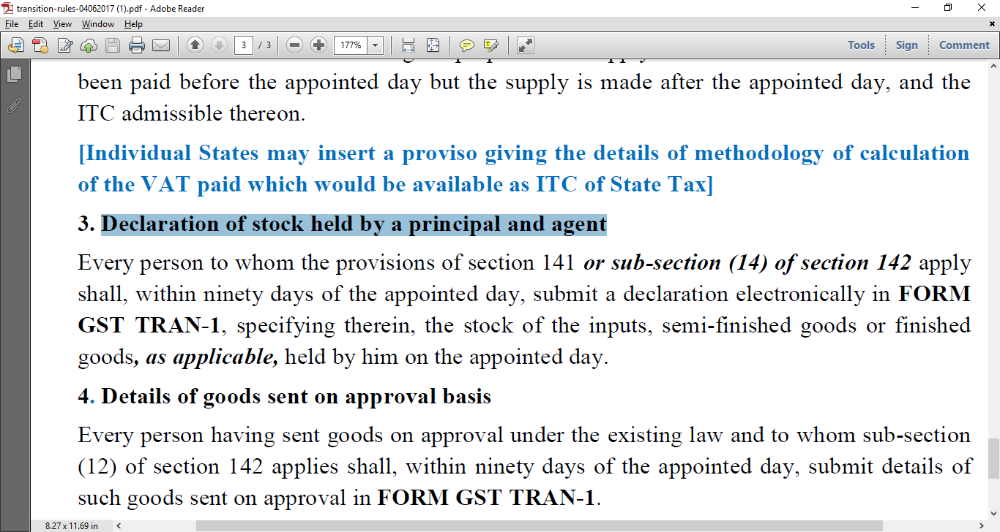 transition-rules-04062017 (1).pdf - Adobe Reader
File Edit View Window Help
3 / 3 177% Tools Sign Comment
been paid before the appointed day but the supply is made after the appointed day, and the
ITC admissible thereon.
[Individual States may insert a proviso giving the details of methodology of calculation
of the VAT paid which would be available as ITC of State Tax]
3. Declaration of stock held by a principal and agent
Every person to whom the provisions of section 141 or sub-section (14) of section 142 apply
shall, within ninety days of the appointed day, submit a declaration electronically in FORM
GST TRAN-1, specifying therein, the stock of the inputs, semi-finished goods or finished
goods, as applicable, held by him on the appointed day.
4. Details of goods sent on approval basis
Every person having sent goods on approval under the existing law and to whom sub-section
(12) of section 142 applies shall, within ninety days of the appointed day, submit details of
such goods sent on approval in FORM GST TRAN-1.
8.27 x 11.69 in